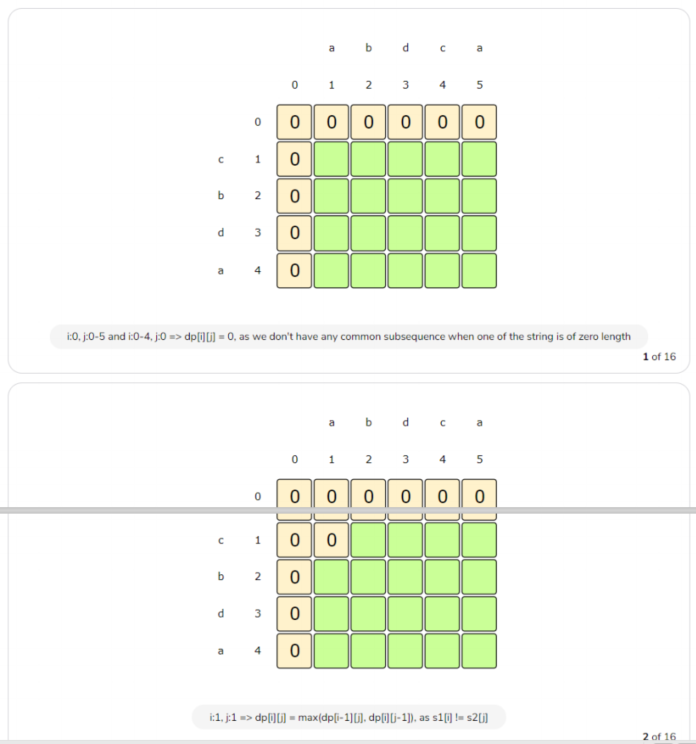 a b d c a
0 1 2 3 4 5
0 0 0 0 0 0 0
c 1 0
b 2 0
d 3 0
a 4 0
i:0, j:0-5 and i:0-4, j:0 => dp[i][j] = 0, as we don't have any common subsequence when one of the string is of zero length
1 of 16
a b d c a
0 1 2 3 4 5
0 0 0 0 0 0 0
c 1 0 0
b 2 0
d 3 0
a 4 0
i:1, j:1 => dp[i][j] = max(dp[i-1][j], dp[i][j-1]), as s1[i] != s2[j]
2 of 16